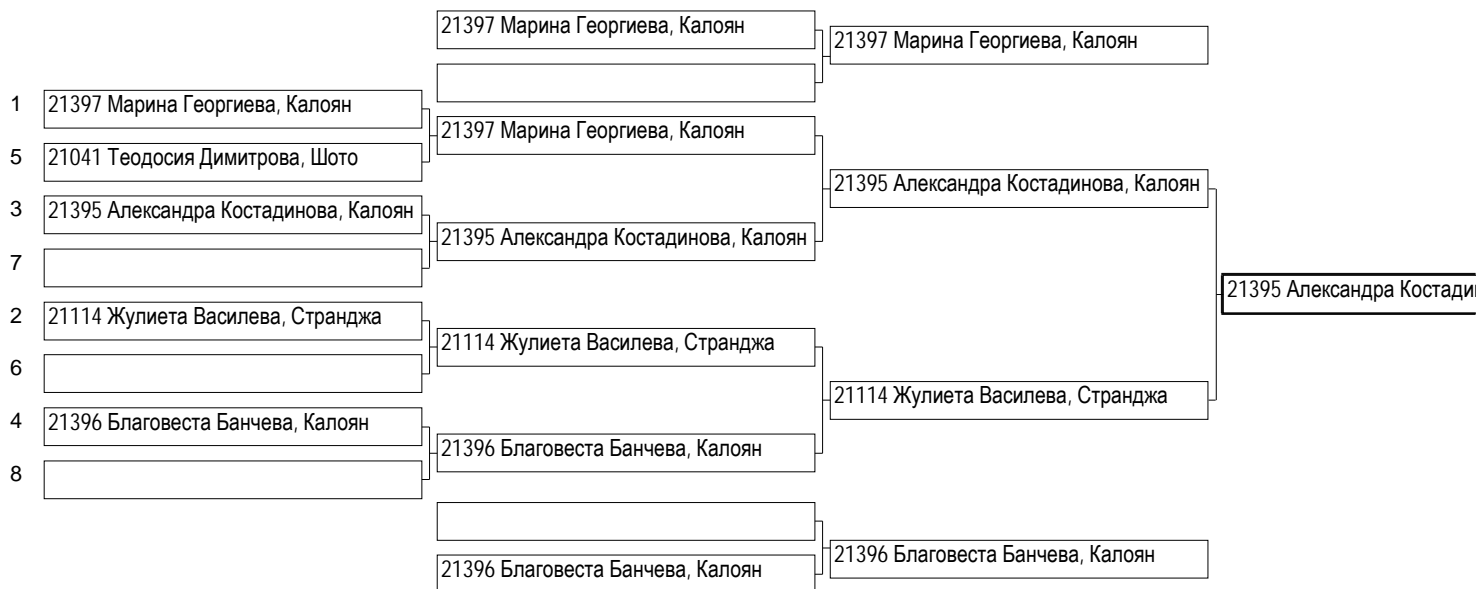 21397 Марина Георгиева, Калоян
21397 Марина Георгиева, Калоян
1 21397 Марина Георгиева, Калоян
21397 Марина Георгиева, Калоян
5 21041 Теодосия Димитрова, Шото
21395 Александра Костадинова, Калоян
3 21395 Александра Костадинова, Калоян
21395 Александра Костадинова, Калоян
7
21395 Александра
2 21114 Жулиета Василева, Странджа
21114 Жулиета Василева, Странджа
6
21114 Жулиета Василева, Странджа
4 21396 Благовеста Банчева, Калоян
21396 Благовеста Банчева, Калоян
8
21396 Благовеста Банчева, Калоян
21396 Благовеста Банчева, Калоян